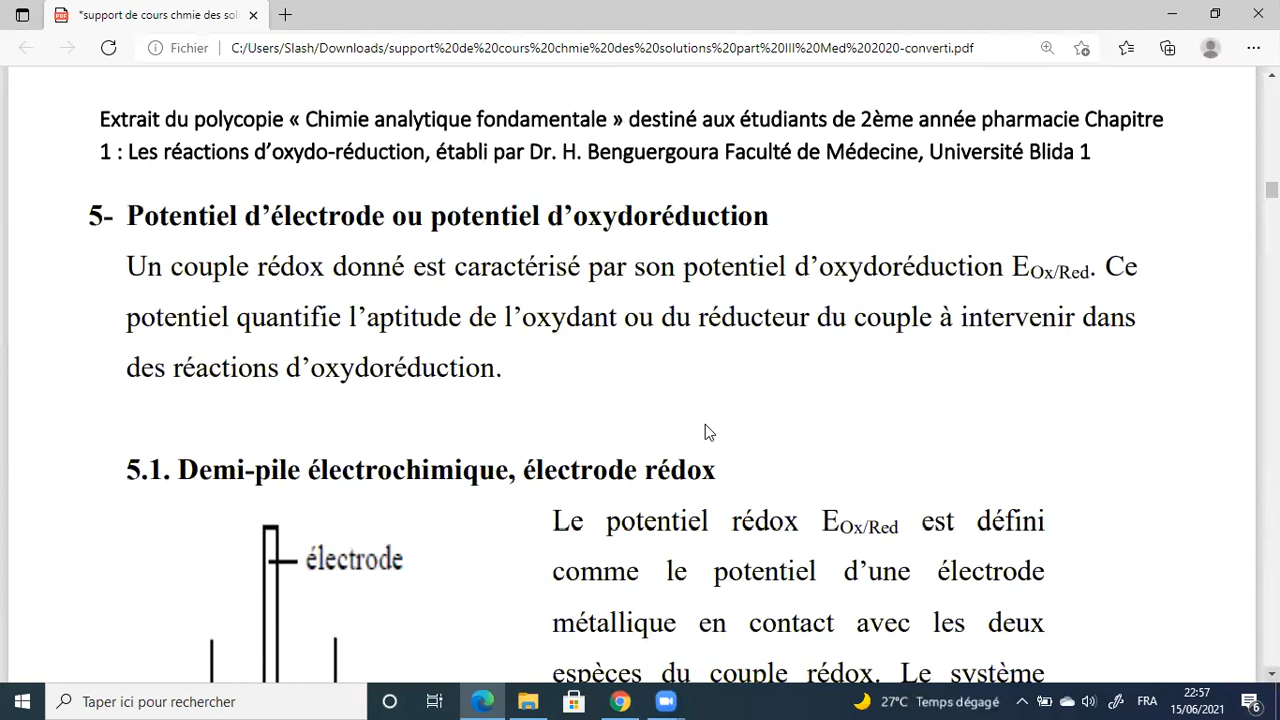 *support de cours chmie des sol
Fichier
C:/Users/Slash/Downloads/support%20de%20cours%20chmie%20des%20solutions%20part%20III%20Med%202020-converti.pdf
Extrait du polycopie « Chimie analytique fondamentale » destiné aux étudiants de 2ème année pharmacie Chapitre
1 : Les réactions d’oxydo-réduction, établi par Dr. H. Benguergoura Faculté de Médecine, Université Blida 1
5- Potentiel d’électrode ou potentiel d’oxydoréduction
Un couple rédox donné est caractérisé par son potentiel d’oxydoréduction EOx/Red. Ce
potentiel quantifie l’aptitude de l’oxydant ou du réducteur du couple à intervenir dans
des réactions d’oxydoréduction.
5.1. Demi-pile électrochimique, électrode rédox
électrode
Le potentiel rédox EOx/Red est défini
comme le potentiel d’une électrode
métallique en contact avec les deux
espèces du couple rédox. Le système
Taper ici pour rechercher
27°C Temps dégagé
FRA
22:57
15/06/2021
6